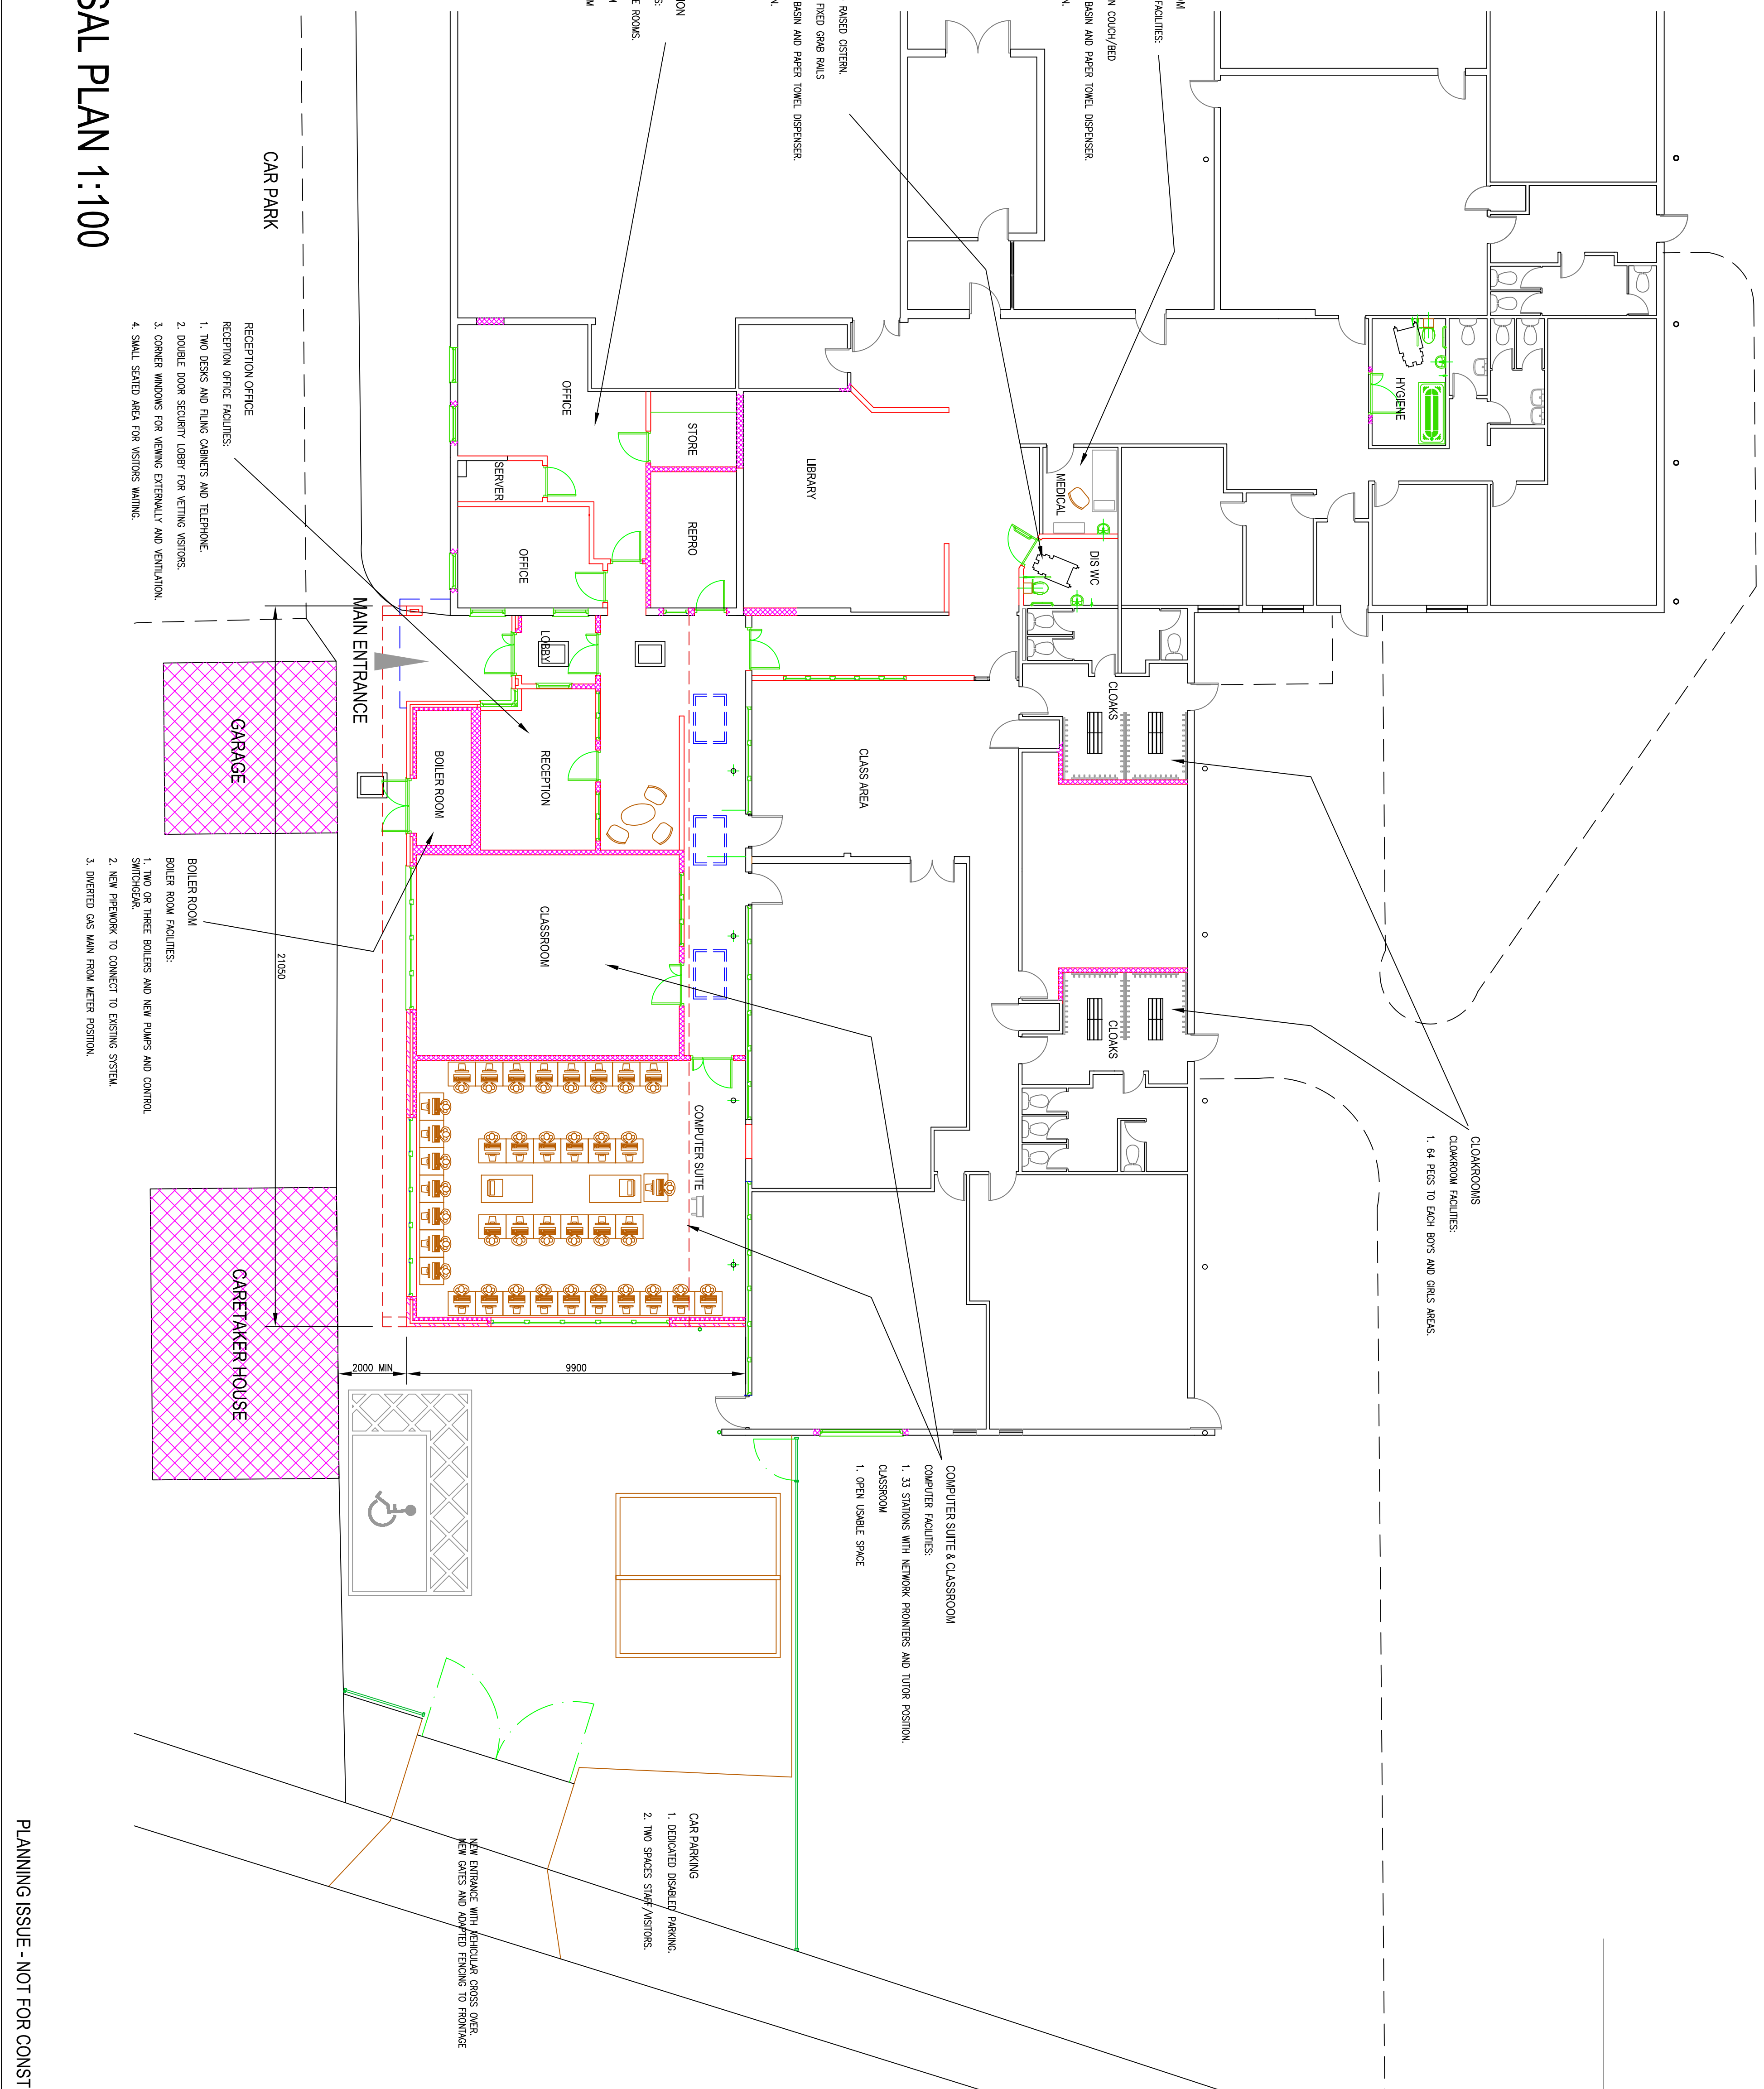 SAL PLAN 1:100
PLANNING ISSUE - NOT FOR CONST
OM
FACILITIES:
N COUCH/BED
BASIN AND PAPER TOWEL DISPENSER.
N.
RAISED CISTERN.
FIXED GRAB RAILS
BASIN AND PAPER TOWEL DISPENSER.
N.
ION
S:
E ROOMS.
M
OM
CAR PARK
RECEPTION OFFICE
RECEPTION OFFICE FACILITIES:
1. TWO DESKS AND FILING CABINETS AND TELEPHONE.
2. DOUBLE DOOR SECURITY LOBBY FOR VETTING VISITORS.
3. CORNER WINDOWS FOR VIEWING EXTERNALLY AND VENTILATION.
4. SMALL SEATED AREA FOR VISITORS WAITING.
HYGIENE
MEDICAL
DIS WC
LIBRARY
STORE
REPRO
OFFICE
SERVER
OFFICE
LOBBY
MAIN ENTRANCE
CLOAKS
CLASS AREA
RECEPTION
BOILER ROOM
GARAGE
CLASSROOM
CLOAKS
COMPUTER SUITE
21050
2000 MIN
9900
CARETAKER HOUSE
BOILER ROOM
BOILER ROOM FACILITIES:
1. TWO OR THREE BOILERS AND NEW PUMPS AND CONTROL
SWITCHGEAR.
2. NEW PIPEWORK TO CONNECT TO EXISTING SYSTEM.
3. DIVERTED GAS MAIN FROM METER POSITION.
CLOAKROOMS
CLOAKROOM FACILITIES:
1. 64 PEGS TO EACH BOYS AND GIRLS AREAS.
COMPUTER SUITE & CLASSROOM
COMPUTER FACILITIES:
1. 33 STATIONS WITH NETWORK PROINTERS AND TUTOR POSITION.
CLASSROOM
1. OPEN USABLE SPACE
CAR PARKING
1. DEDICATED DISABLED PARKING.
2. TWO SPACES STAFF/VISITORS.
NEW ENTRANCE WITH VEHICULAR CROSS OVER.
NEW GATES AND ADAPTED FENCING TO FRONTAGE